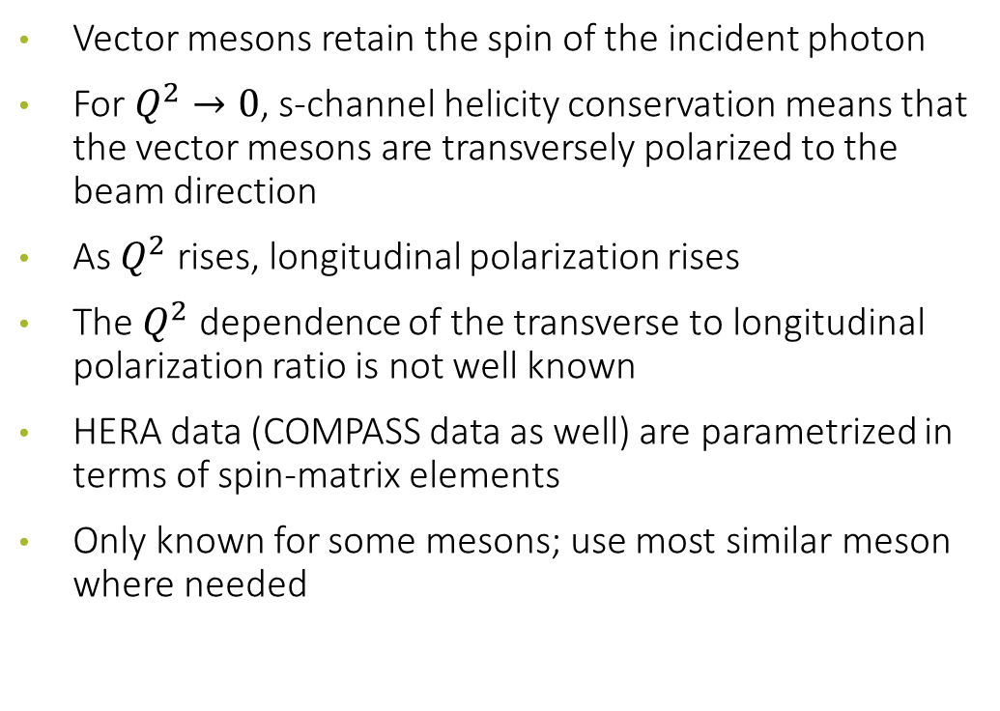 • Vector mesons retain the spin of the incident photon
• For 𝑄² → 0, s-channel helicity conservation means that
the vector mesons are transversely polarized to the
beam direction
• As 𝑄² rises, longitudinal polarization rises
• The 𝑄² dependence of the transverse to longitudinal
polarization ratio is not well known
• HERA data (COMPASS data as well) are parametrized in
terms of spin-matrix elements
• Only known for some mesons; use most similar meson
where needed